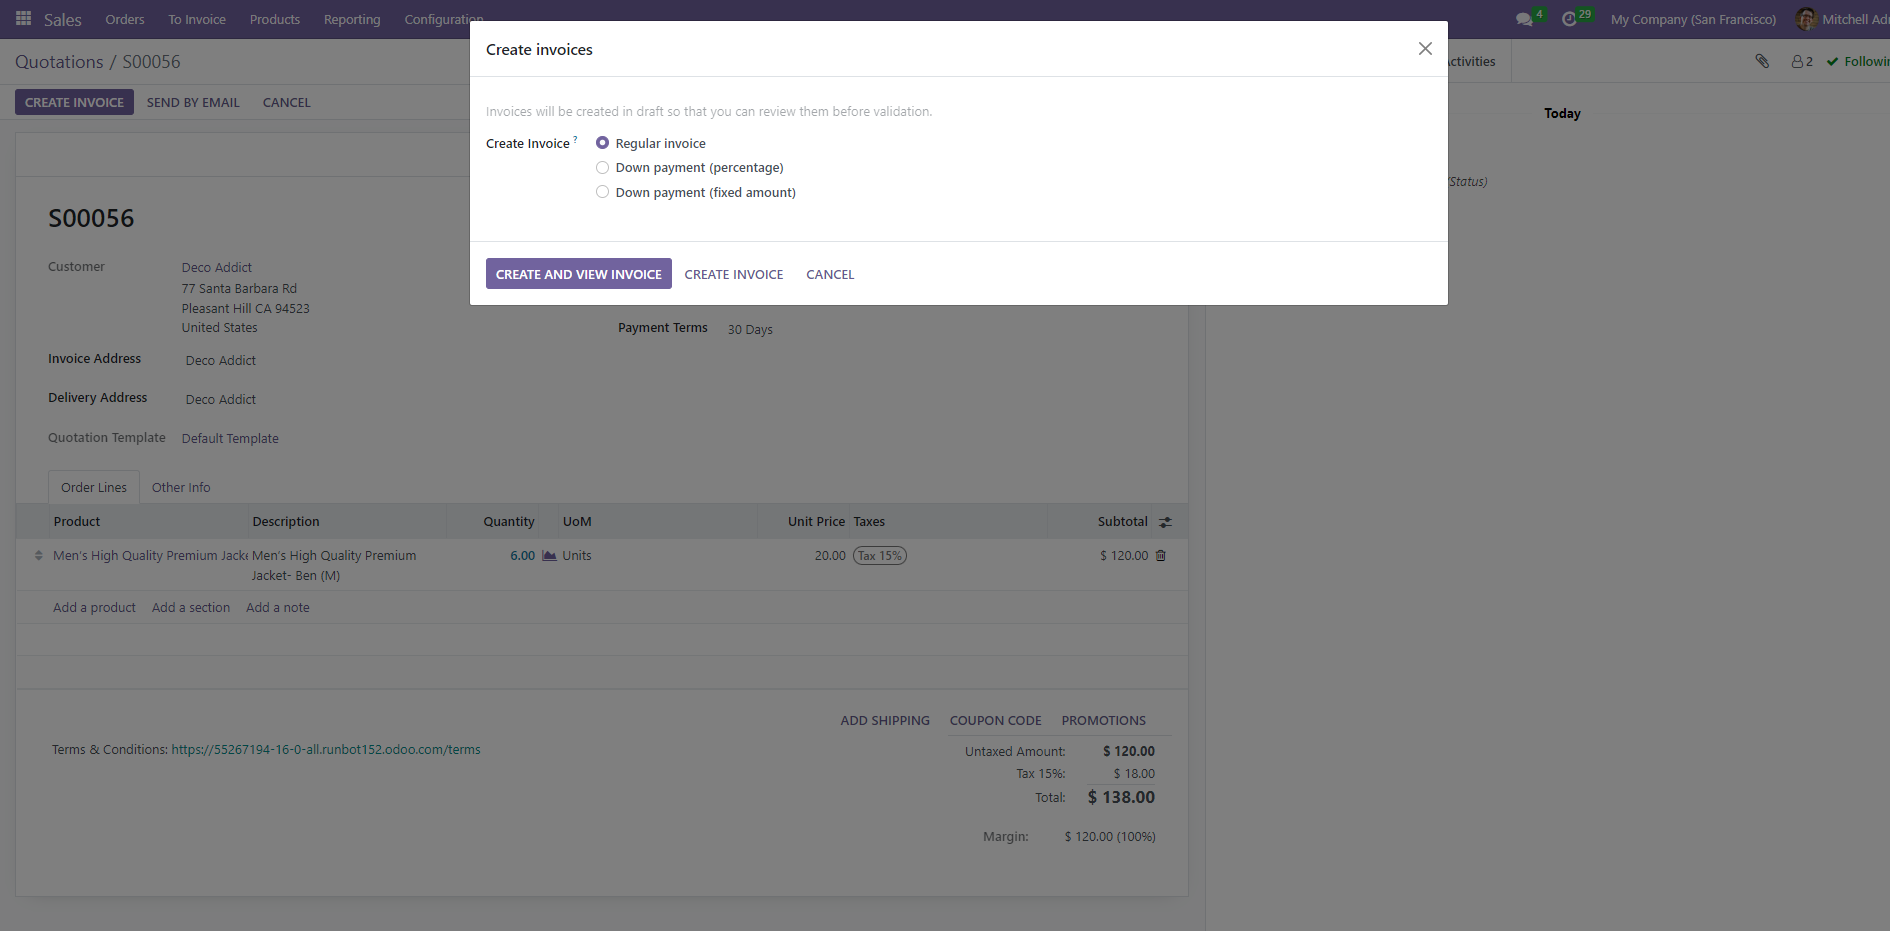 Sales Orders To Invoice Products Reporting Configuration 4 29 My Company (San Francisco) Mitchell
Quotations / S00056
CREATE INVOICE SEND BY EMAIL CANCEL
Create invoices
Invoices will be created in draft so that you can review them before validation.
Create Invoice ? Regular invoice
Down payment (percentage)
Down payment (fixed amount)
CREATE AND VIEW INVOICE CREATE INVOICE CANCEL
ctivities 2 Followin
Today
(Status)
S00056
Customer Deco Addict
77 Santa Barbara Rd
Pleasant Hill CA 94523
United States
Payment Terms 30 Days
Invoice Address Deco Addict
Delivery Address Deco Addict
Quotation Template Default Template
Order Lines Other Info
Product Description Quantity UoM Unit Price Taxes Subtotal
Men's High Quality Premium Jacke Men's High Quality Premium 6.00 Units 20.00 Tax 15% $ 120.00
Jacket- Ben (M)
Add a product Add a section Add a note
ADD SHIPPING COUPON CODE PROMOTIONS
Terms & Conditions: https://55267194-16-0-all.runbot152.odoo.com/terms
Untaxed Amount: $ 120.00
Tax 15%: $ 18.00
Total: $ 138.00
Margin: $ 120.00 (100%)